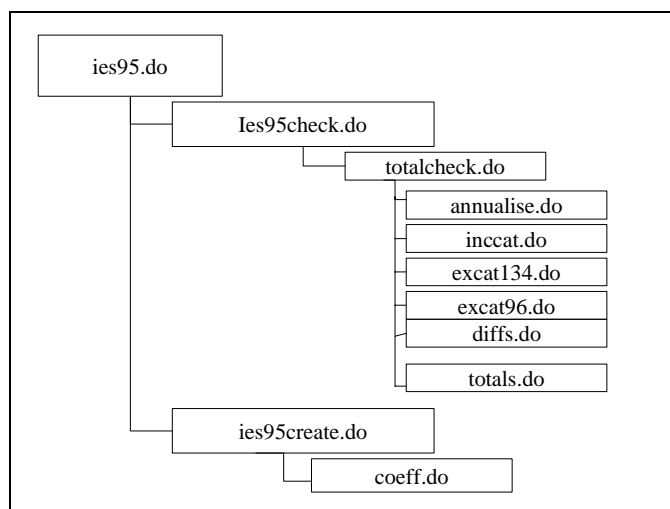 ies95.do
Ies95check.do
totalcheck.do
annualise.do
inccat.do
excat134.do
excat96.do
diffs.do
totals.do
ies95create.do
coeff.do